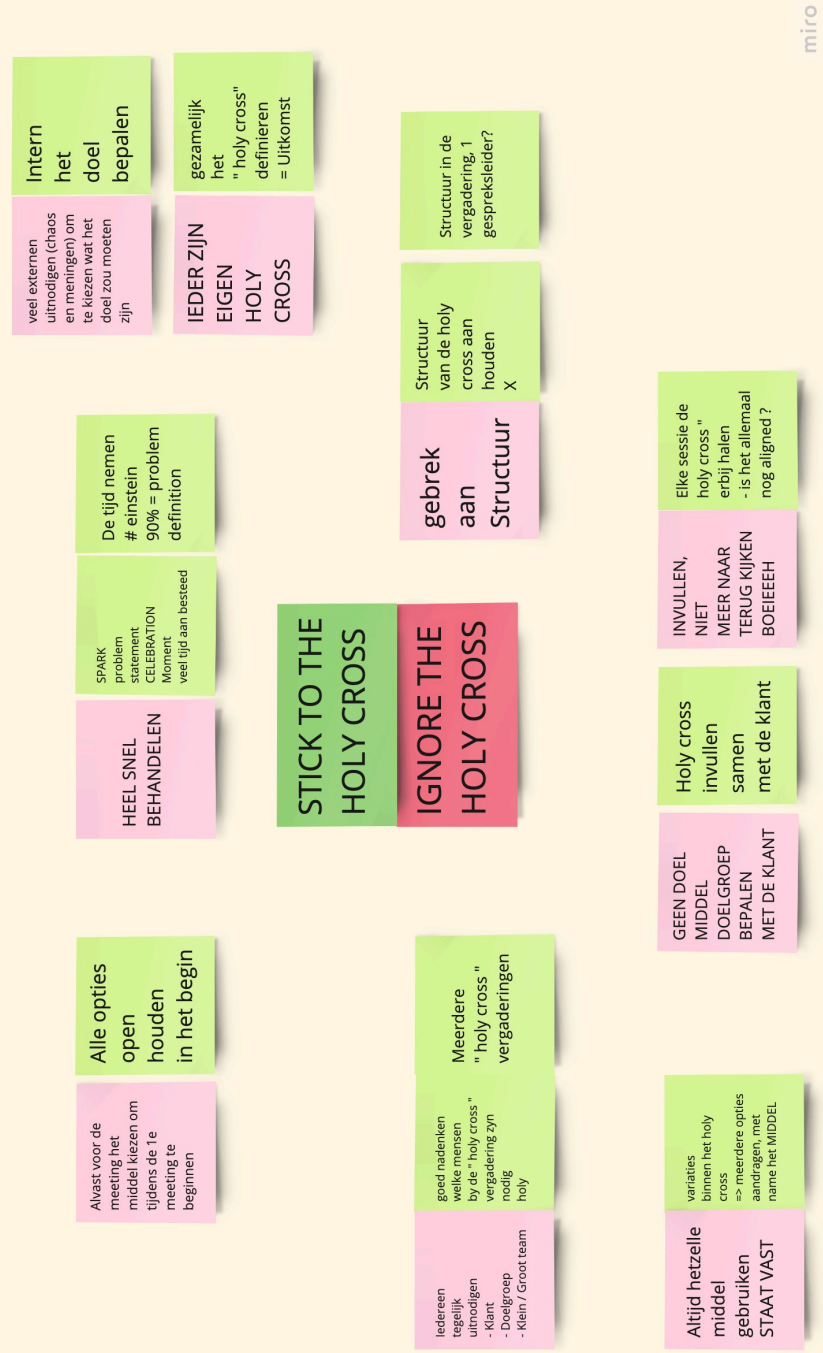 Alvast voor de
meeting het
middel kiezen om
tijdens de 1e
meeting te
beginnen
Alle opties
open
houden
in het begin
HEEL SNEL
BEHANDELEN
SPARK
problem
statement
CELEBRATION
Moment
veel tijd aan besteed
De tijd nemen
# einstein
90% = problem
definition
veel externen
uitnodigen (chaos
en meningen) om
te kiezen wat het
doel zou moeten
zijn
Intern
het
doel
bepalen
IEDER ZIJN
EIGEN
HOLY
CROSS
gezamelijk
het
" holy cross"
definieren
= Uitkomst
STICK TO THE
HOLY CROSS
IGNORE THE
HOLY CROSS
Iedereen
tegelijk
uitnodigen
- Klant
- Doelgroep
- Klein / Groot team
goed nadenken
welke mensen
by de " holy cross "
vergadering zyn
nodig
holy
Meerdere
" holy cross "
vergaderingen
gebrek
aan
Structuur
Structuur
van de holy
cross aan
houden
X
Structuur in de
vergadering, 1
gespreksleider?
Altijd hetzelle
middel
gebruiken
STAAT VAST
variaties
binnen het holy
cross
=> meerdere opties
aandragen, met
name het MIDDEL
GEEN DOEL
MIDDEL
DOELGROEP
BEPALEN
MET DE KLANT
Holy cross
invullen
samen
met de klant
INVULLEN,
NIET
MEER NAAR
TERUG KIJKEN
BOEIEEEH
Elke sessie de
holy cross "
erbij halen
- is het allemaal
nog aligned ?
miro